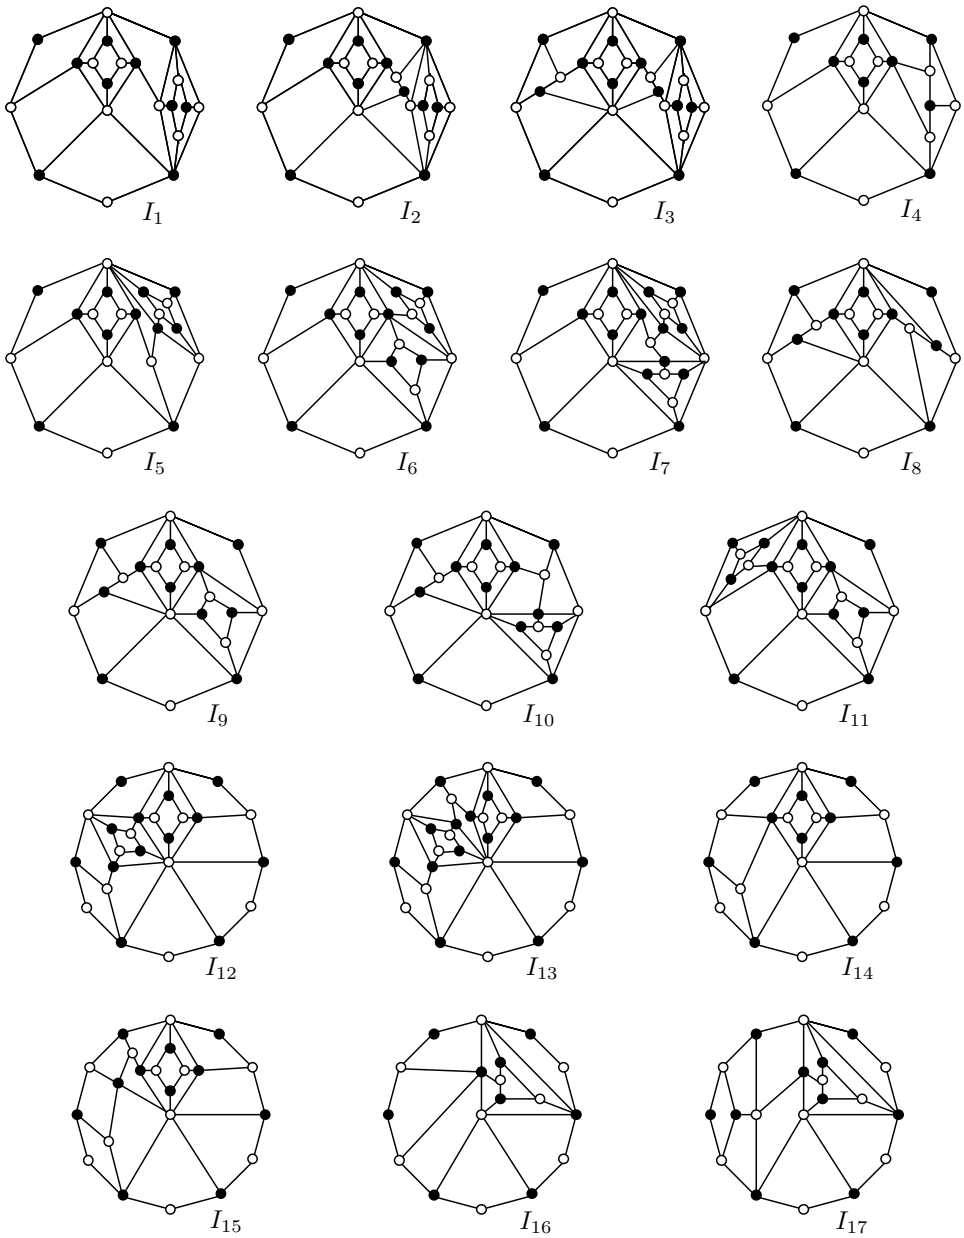 I₁ I₂ I₃ I₄
I₅ I₆ I₇ I₈
I₉ I₁₀ I₁₁
I₁₂ I₁₃ I₁₄
I₁₅ I₁₆ I₁₇